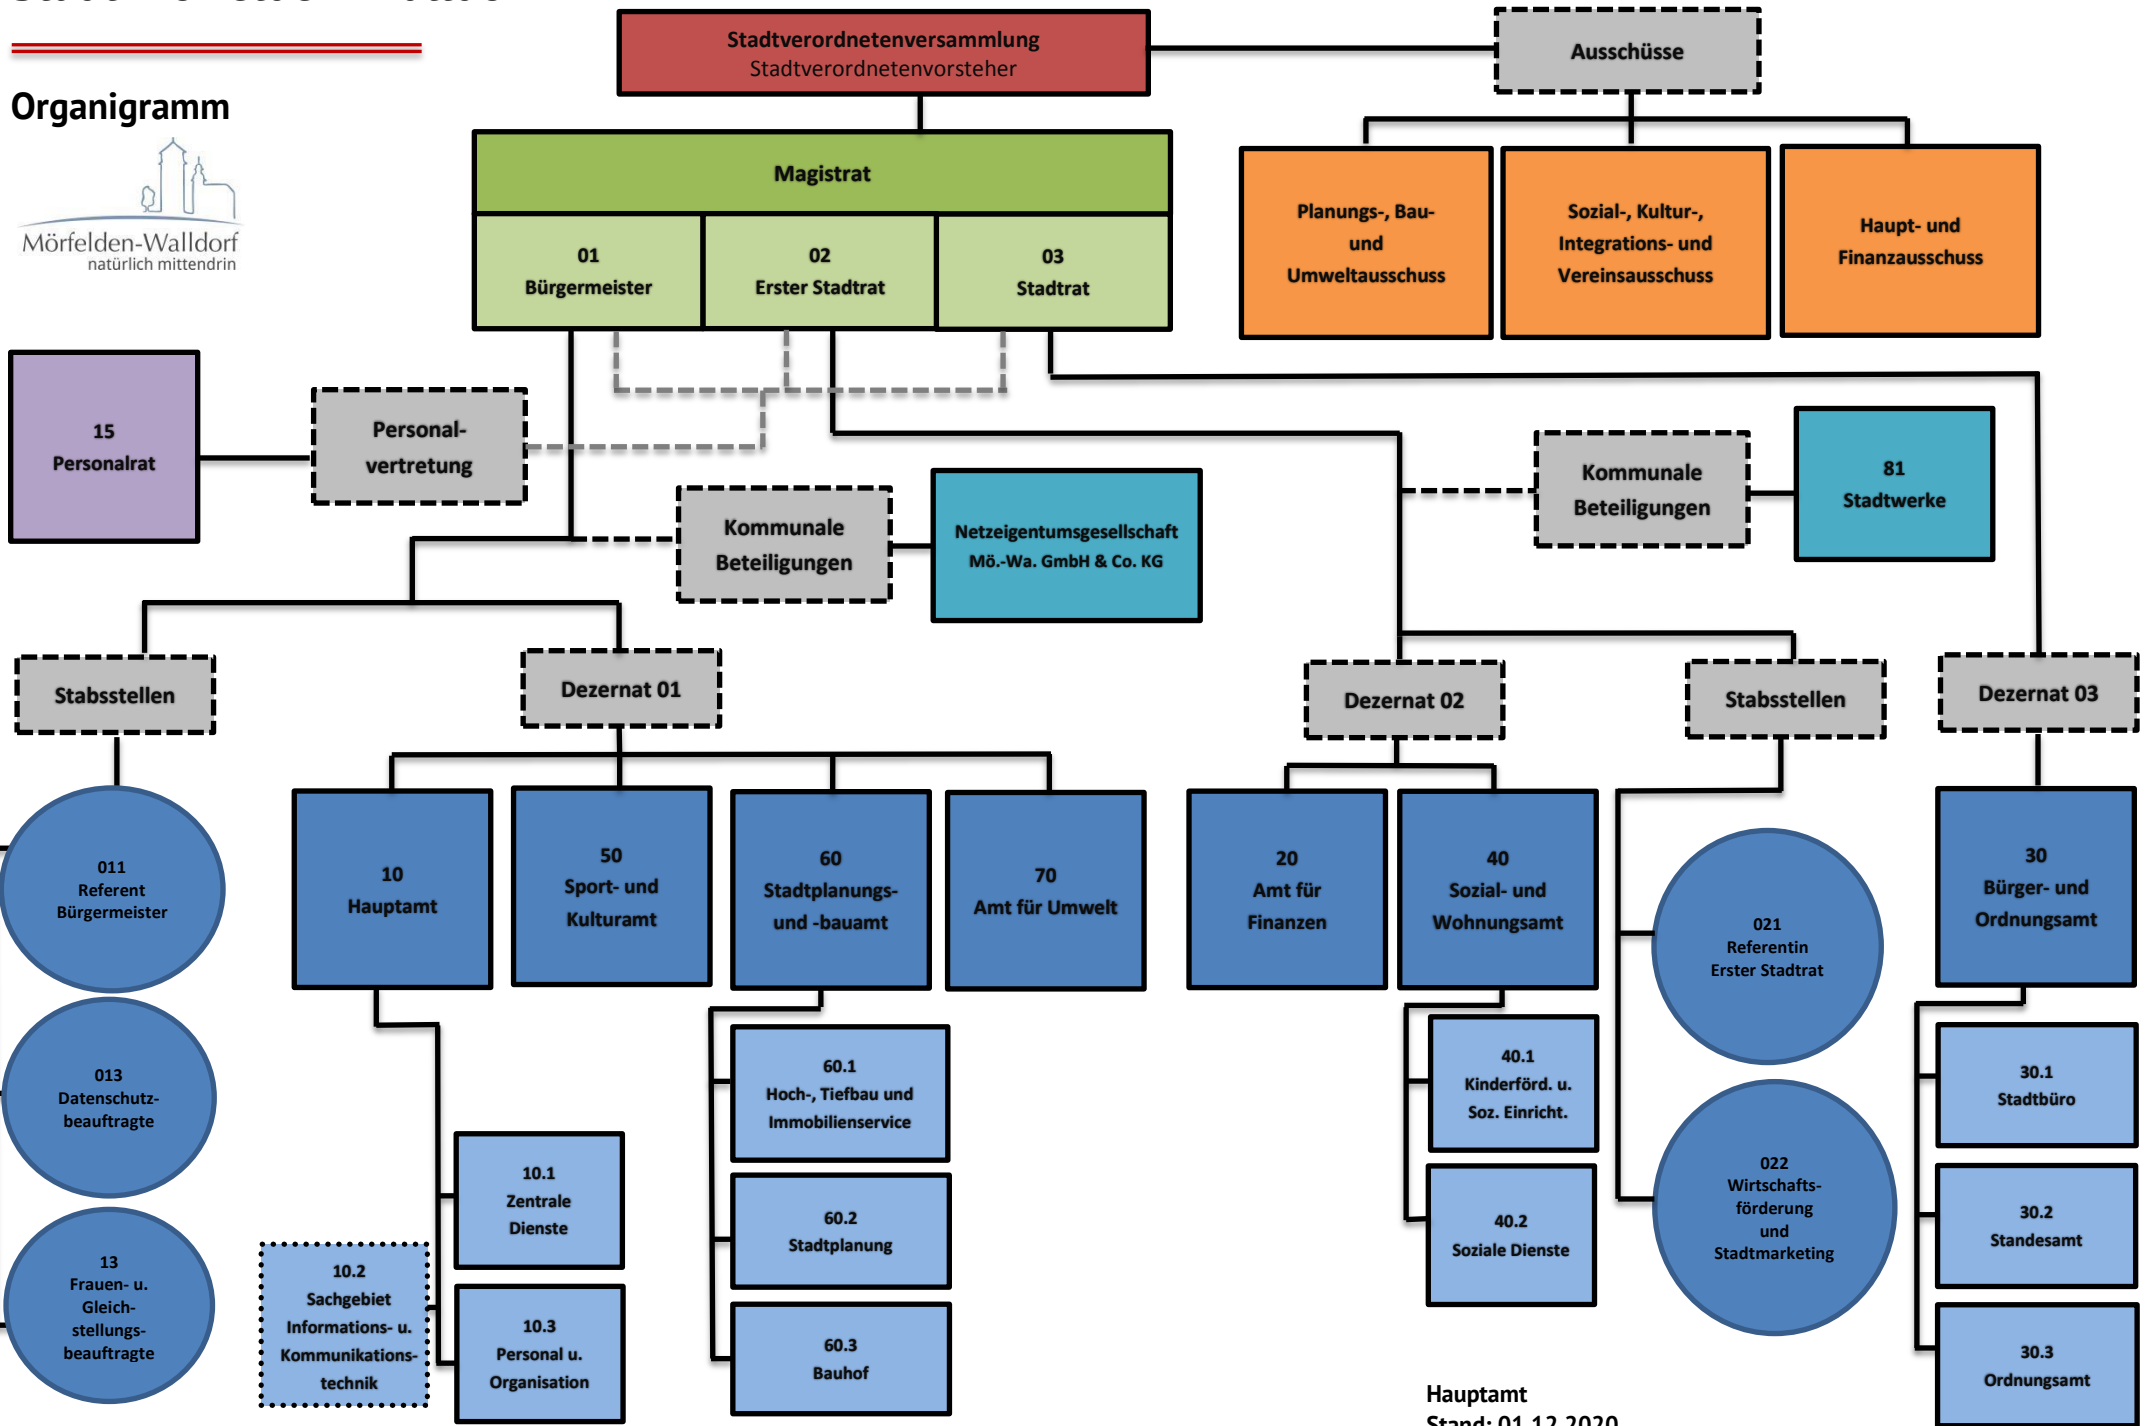 Organigramm
Mörfelden-Walldorf
natürlich mittendrin
Stadtverordnetenversammlung
Stadtverordnetenvorsteher
Ausschüsse
Magistrat
01
Bürgermeister
02
Erster Stadtrat
03
Stadtrat
Planungs-, Bau-
und
Umweltausschuss
Sozial-, Kultur-,
Integrations- und
Vereinsausschuss
Haupt- und
Finanzausschuss
15
Personalrat
Personal-
vertretung
Kommunale
Beteiligungen
Netzeigentumsgesellschaft
Mö.-Wa. GmbH & Co. KG
Kommunale
Beteiligungen
81
Stadtwerke
Stabsstellen
Dezernat 01
Dezernat 02
Stabsstellen
Dezernat 03
011
Referent
Bürgermeister
013
Datenschutz-
beauftragte
13
Frauen- u.
Gleich-
stellungs-
beauftragte
10
Hauptamt
50
Sport- und
Kulturamt
60
Stadtplanungs-
und -bauamt
70
Amt für Umwelt
10.1
Zentrale
Dienste
10.2
Sachgebiet
Informations- u.
Kommunikations-
technik
10.3
Personal u.
Organisation
60.1
Hoch-, Tiefbau und
Immobilienservice
60.2
Stadtplanung
60.3
Bauhof
20
Amt für
Finanzen
40
Sozial- und
Wohnungsamt
40.1
Kinderförd. u.
Soz. Einricht.
40.2
Soziale Dienste
021
Referentin
Erster Stadtrat
022
Wirtschafts-
förderung
und
Stadtmarketing
30
Bürger- und
Ordnungsamt
30.1
Stadtbüro
30.2
Standesamt
30.3
Ordnungsamt
Hauptamt
Stand: 01.12.2020